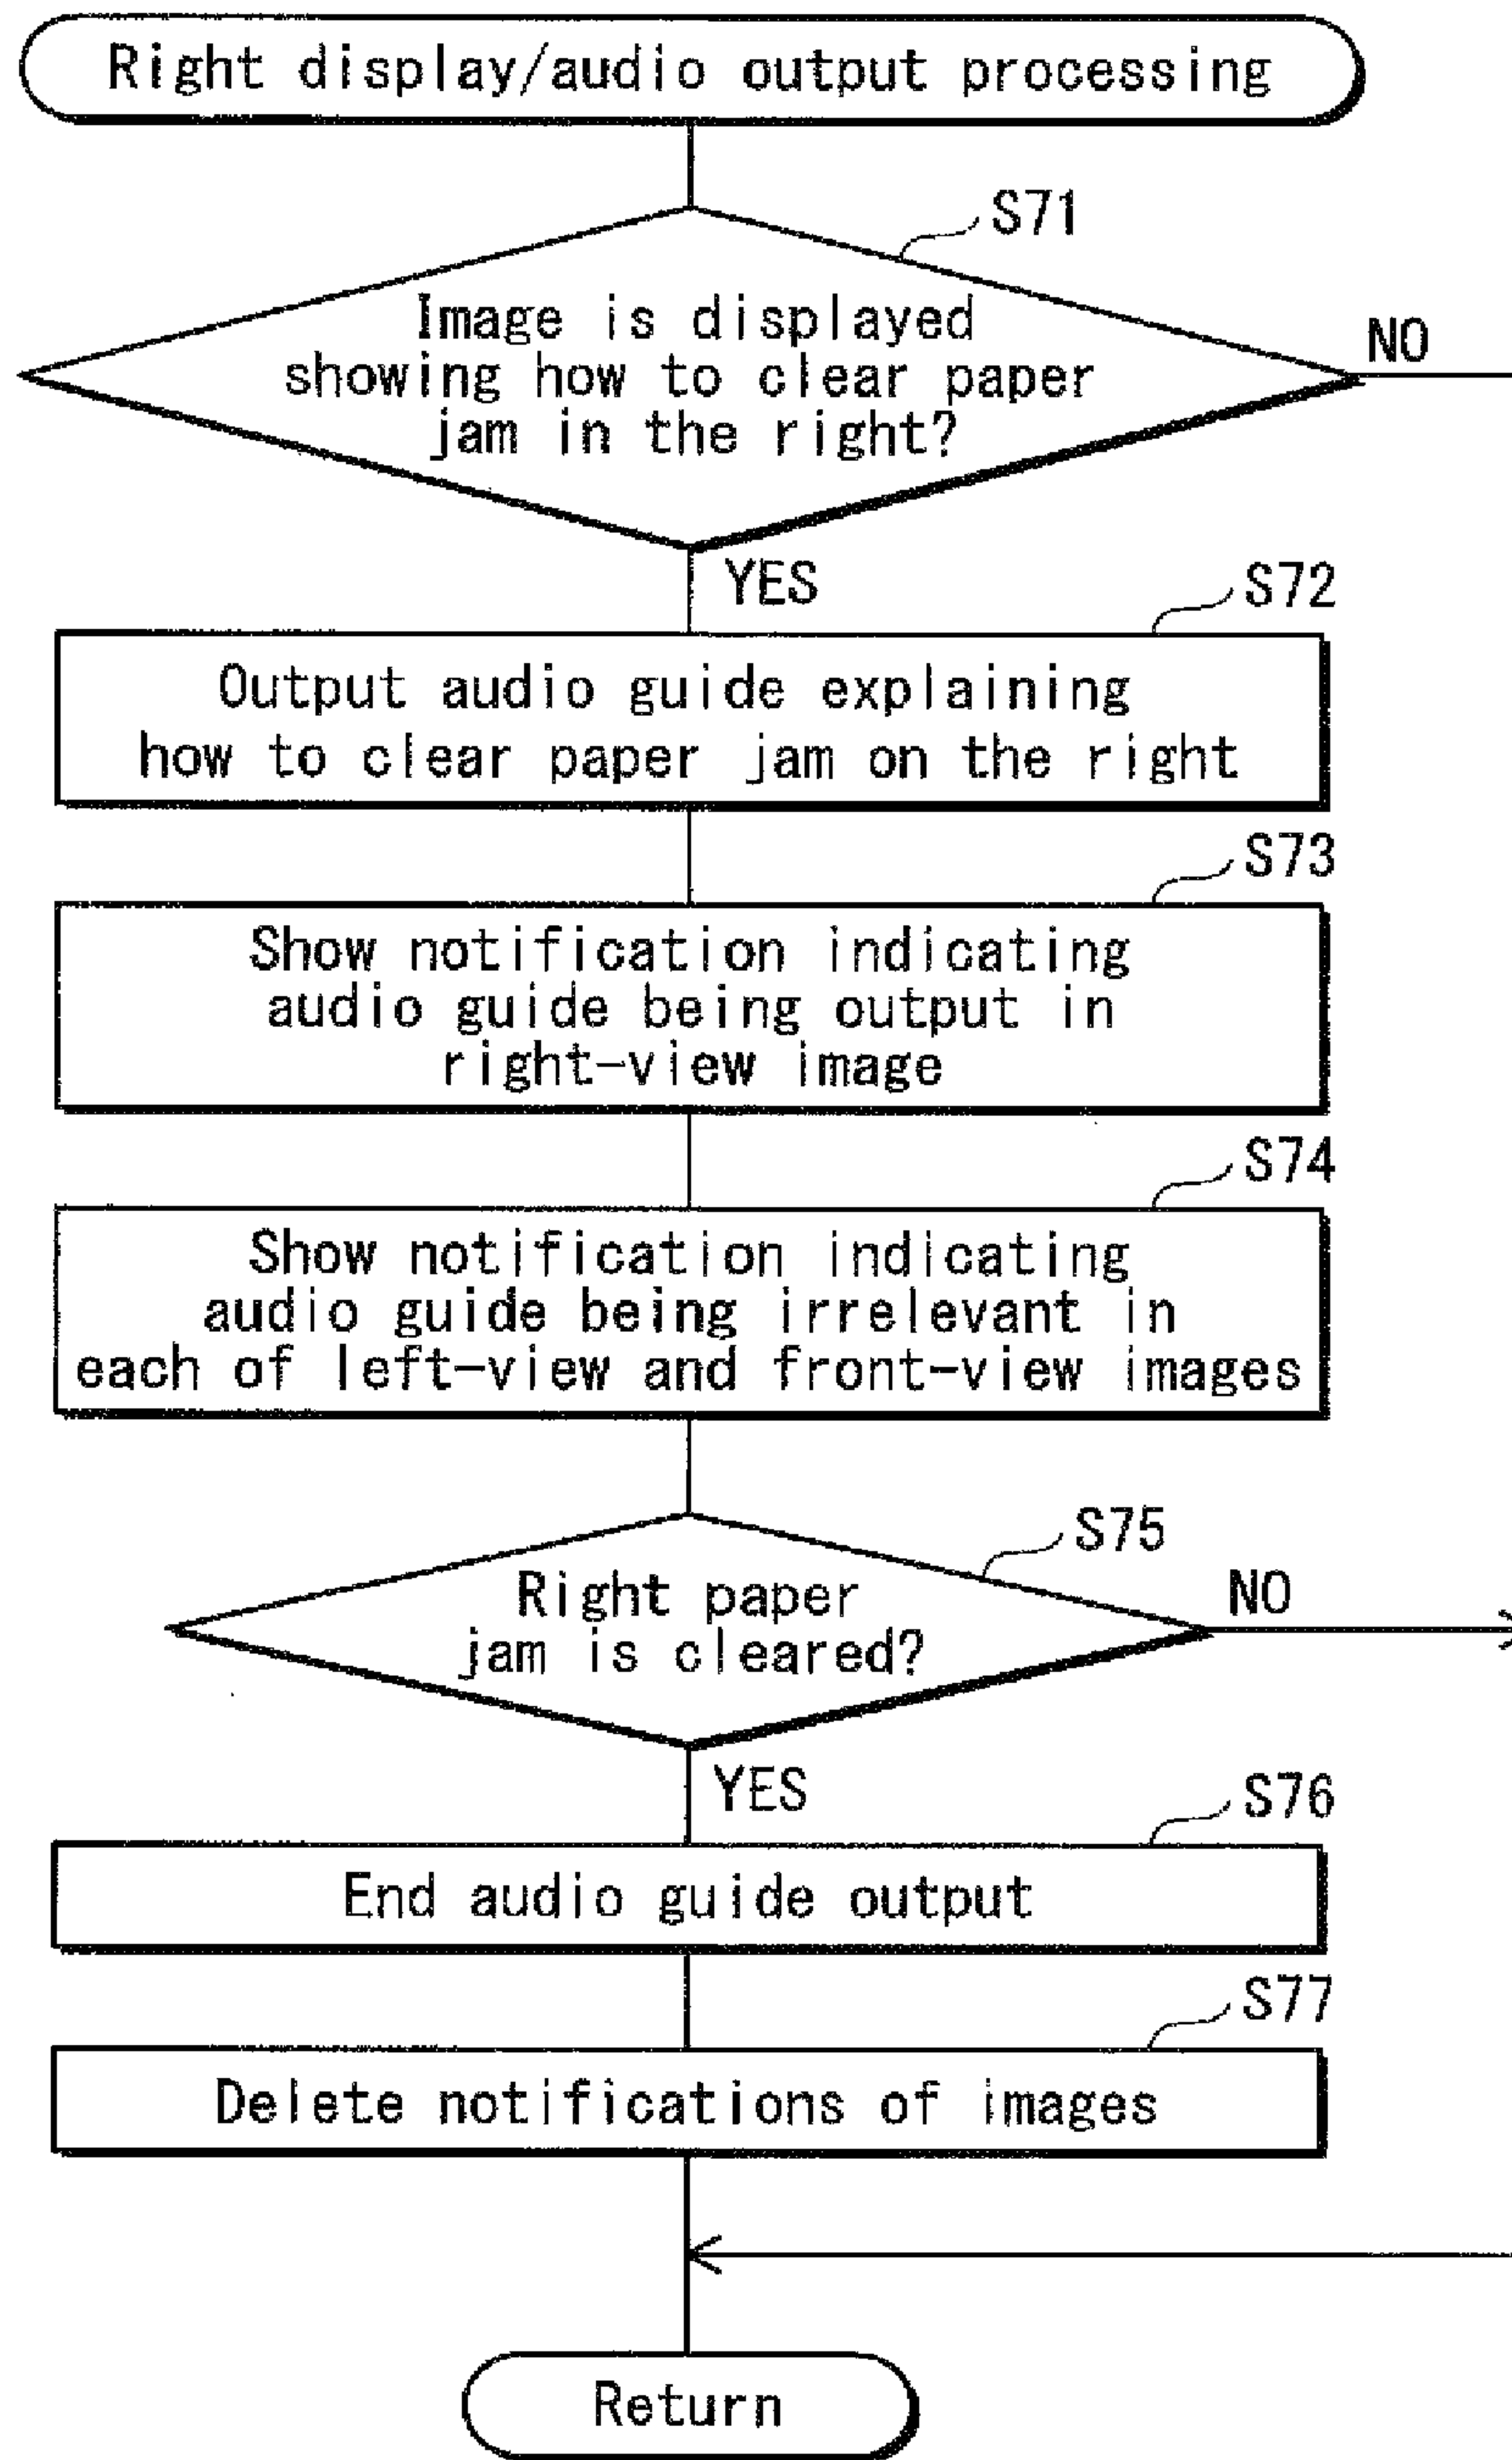 Right display/audio output processing
S71
Image is displayed
showing how to clear paper
jam in the right?
NO
YES
S72
Output audio guide explaining
how to clear paper jam on the right
S73
Show notification indicating
audio guide being output in
right-view image
S74
Show notification indicating
audio guide being irrelevant in
each of left-view and front-view images
S75
Right paper
jam is cleared?
NO
YES
S76
End audio guide output
S77
Delete notifications of images
Return